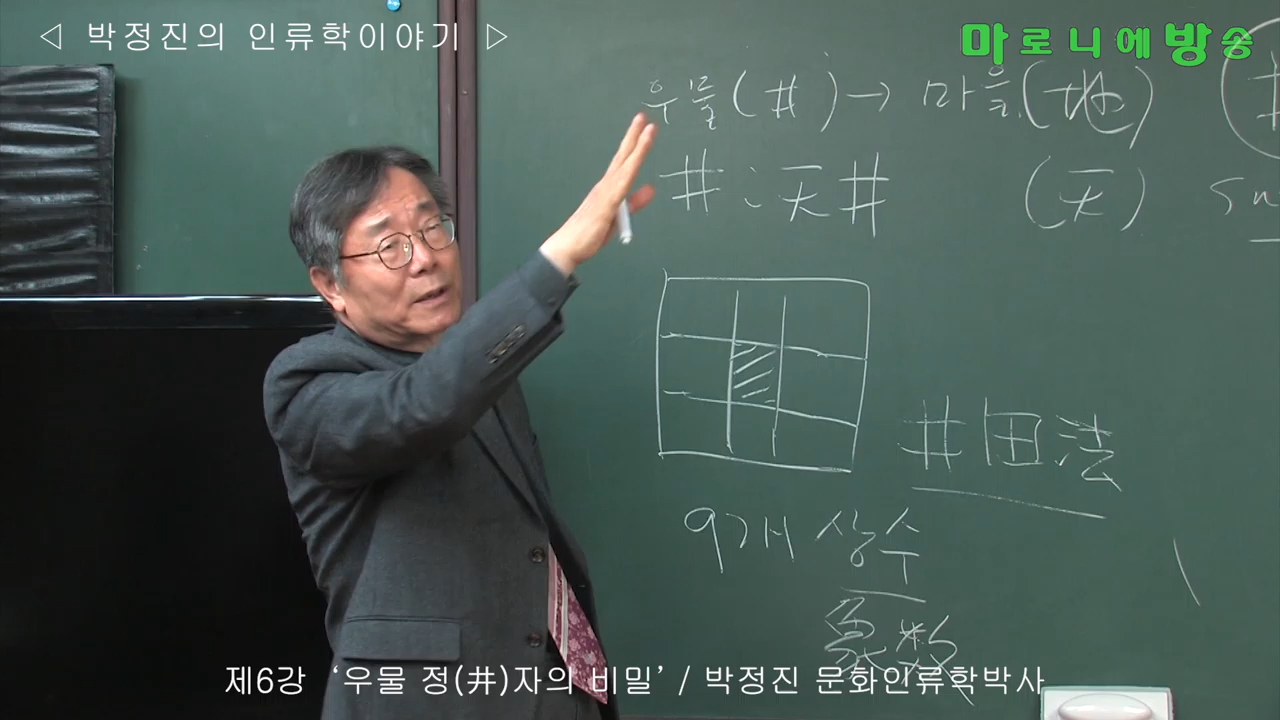 ◁ 박정진의 인류학이야기 ▷
마로니에방송
우물(井)→ 마을(地)
井 : 天井 (天)
井田法
9개 상수
象数
제6강 ‘우물 정(井)자의 비밀’ / 박정진 문화인류학박사